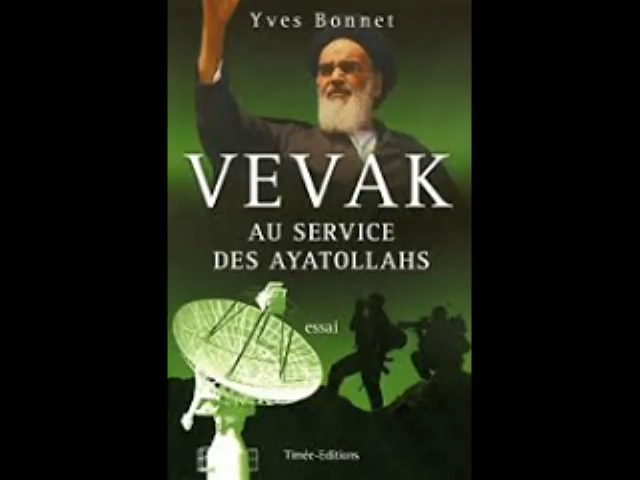 Yves Bonnet
VEVAK
AU SERVICE
DES AYATOLLAHS
essai
Timée-Editions